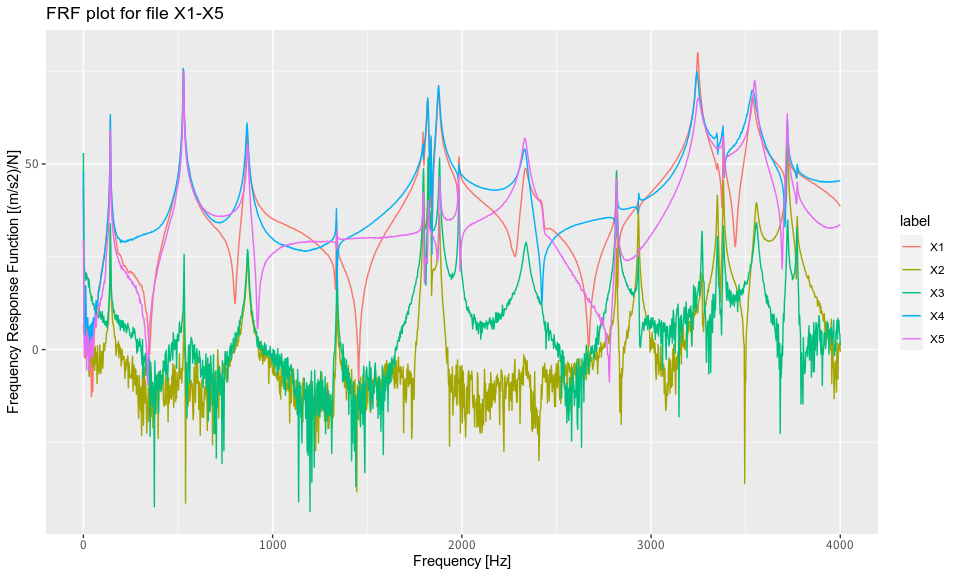 FRF plot for file X1-X5
Frequency Response Function [(m/s2)/N]
50
0
0
1000
2000
3000
4000
Frequency [Hz]
label
X1
X2
X3
X4
X5